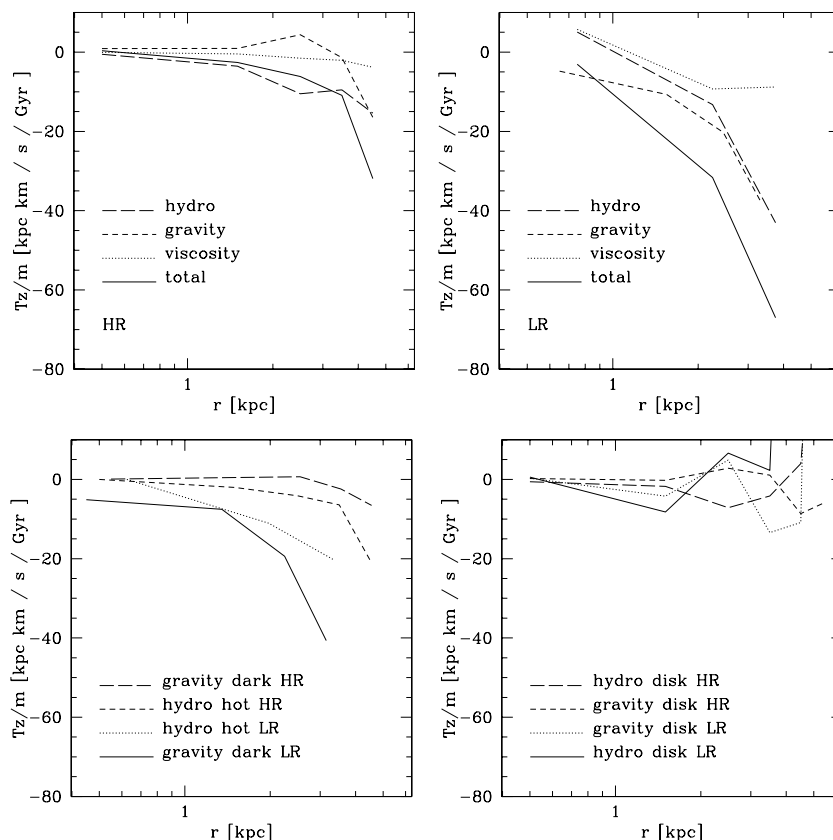 0
−20
−40
−60
−80
Tz/m [kpc km / s / Gyr ]
hydro
gravity
viscosity
total
HR
1
r [kpc]
0
−20
−40
−60
−80
Tz/m [kpc km / s / Gyr ]
hydro
gravity
viscosity
total
LR
1
r [kpc]
0
−20
−40
−60
−80
Tz/m [kpc km / s / Gyr ]
gravity dark HR
hydro hot HR
hydro hot LR
gravity dark LR
1
r [kpc]
0
−20
−40
−60
−80
Tz/m [kpc km / s / Gyr ]
hydro disk HR
gravity disk HR
gravity disk LR
hydro disk LR
1
r [kpc]